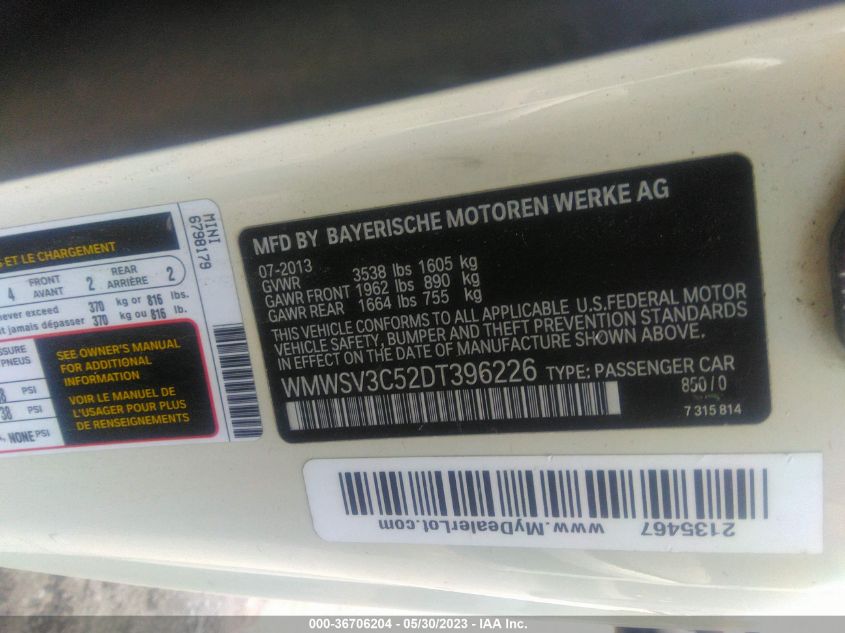 MINI
6798179
S ET LE CHARGEMENT
4 FRONT AVANT 2 REAR ARRIÈRE 2
never exceed 370 kg or 816 lbs.
t jamais dépasser 370 kg ou 816 lb.
PNEUS
SEE OWNER'S MANUAL
FOR ADDITIONAL
INFORMATION
VOIR LE MANUEL DE
L'USAGER POUR PLUS
DE RENSEIGNEMENTS
PSI
38 PSI
NONE PSI
MFD BY BAYERISCHE MOTOREN WERKE AG
07-2013
GVWR 3538 lbs 1605 kg
GAWR FRONT 1962 lbs 890 kg
GAWR REAR 1664 lbs 755 kg
THIS VEHICLE CONFORMS TO ALL APPLICABLE U.S.FEDERAL MOTOR
VEHICLE SAFETY, BUMPER AND THEFT PREVENTION STANDARDS
IN EFFECT ON THE DATE OF MANUFACTURE SHOWN ABOVE.
WMWSV3C52DT396226 TYPE: PASSENGER CAR
850/0
7 315 814
2135467
www.MyDealerLot.com
000-36706204 - 05/30/2023 - IAA Inc.